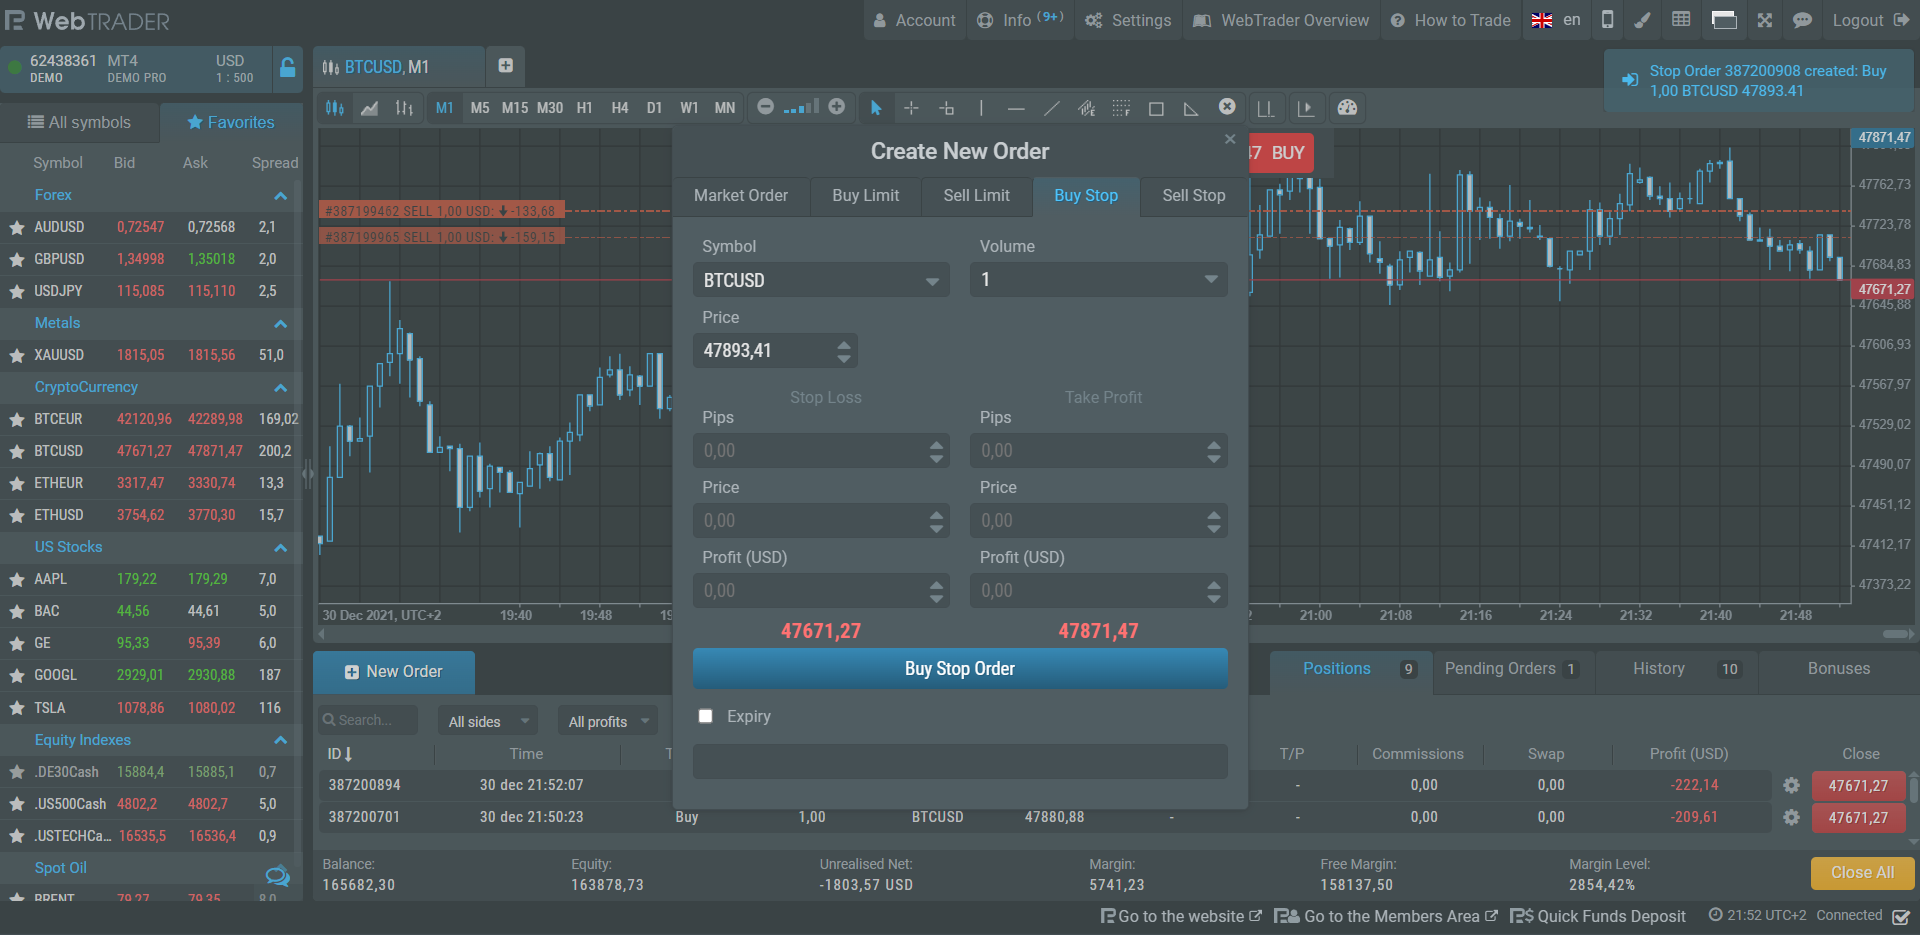 WebTRADER
Account
Info (9+)
Settings
WebTrader Overview
How to Trade
en
Logout
62438361 MT4 USD
DEMO DEMO PRO 1 : 500
BTCUSD, M1
Stop Order 387200908 created: Buy
1,00 BTCUSD 47893.41
M1 M5 M15 M30 H1 H4 D1 W1 MN
All symbols
Favorites
Symbol Bid Ask Spread
Forex
AUDUSD 0,72547 0,72568 2,1
GBPUSD 1,34998 1,35018 2,0
USDJPY 115,085 115,110 2,5
Metals
XAUUSD 1815,05 1815,56 51,0
CryptoCurrency
BTCEUR 42120,96 42289,98 169,02
BTCUSD 47671,27 47871,47 200,2
ETHEUR 3317,47 3330,74 13,3
ETHUSD 3754,62 3770,30 15,7
US Stocks
AAPL 179,22 179,29 7,0
BAC 44,56 44,61 5,0
GE 95,33 95,39 6,0
GOOGL 2929,01 2930,88 187
TSLA 1078,86 1080,02 116
Equity Indexes
.DE30Cash 15884,4 15885,1 0,7
.US500Cash 4802,2 4802,7 5,0
.USTECHCa... 16535,5 16536,4 0,9
Spot Oil
BRENT 79,27 79,35 8,0
#387199462 SELL 1,00 USD: -133,68
#387199965 SELL 1,00 USD: -159,15
47 BUY
47871,47
47762,73
47723,78
47684,83
47671,27
47645,88
47606,93
47567,97
47529,02
47490,07
47451,12
47412,17
47373,22
30 Dec 2021, UTC+2 19:40 19:48 21:00 21:08 21:16 21:24 21:32 21:40 21:48
Create New Order
Market Order
Buy Limit
Sell Limit
Buy Stop
Sell Stop
Symbol Volume
BTCUSD 1
Price
47893,41
Stop Loss Take Profit
Pips Pips
0,00 0,00
Price Price
0,00 0,00
Profit (USD) Profit (USD)
0,00 0,00
47671,27 47871,47
Buy Stop Order
Expiry
New Order
Positions 9
Pending Orders 1
History 10
Bonuses
Search...
All sides
All profits
ID Time T/P Commissions Swap Profit (USD) Close
387200894 30 dec 21:52:07 - 0,00 0,00 -222,14 47671,27
387200701 30 dec 21:50:23 Buy 1,00 BTCUSD 47880,88 - - 0,00 0,00 -209,61 47671,27
Balance: Equity: Unrealised Net: Margin: Free Margin: Margin Level:
165682,30 163878,73 -1803,57 USD 5741,23 158137,50 2854,42%
Close All
Go to the website
Go to the Members Area
Quick Funds Deposit
21:52 UTC+2
Connected